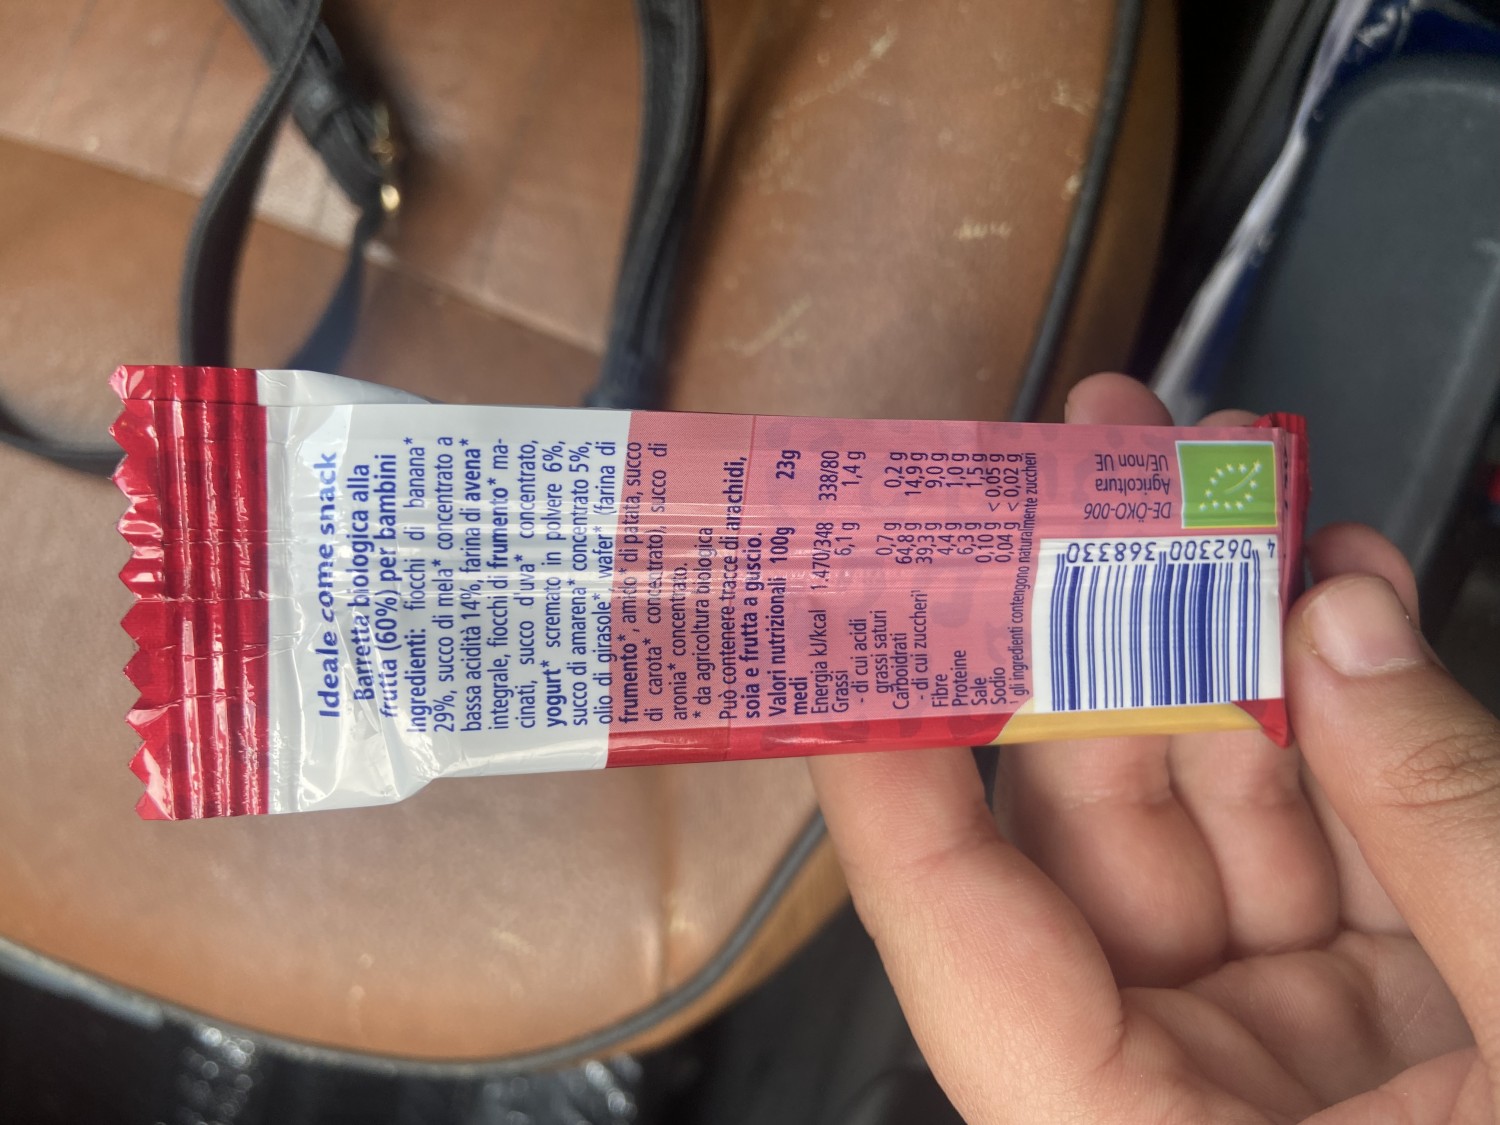 Ideale come snack
Barretta biologica alla
frutta (60%) per bambini
Ingredienti: fiocchi di banana*
29%, succo di mela* concentrato a
bassa acidità 14%, farina di avena*
integrale, fiocchi di frumento* ma-
cinati, succo d'uva* concentrato,
yogurt* scremato in polvere 6%,
succo di amarena* concentrato 5%,
olio di girasole*, wafer* (farina di
frumento*, amido* di patata, succo
di carota* concentrato), succo di
aronia* concentrato.
* da agricoltura biologica
Può contenere tracce di arachidi,
soia e frutta a guscio.
Valori nutrizionali 100g 23g
medi
Energia kJ/kcal 1.470/348 338/80
Grassi 6,1 g 1,4 g
- di cui acidi
grassi saturi 0,7 g 0,2 g
Carboidrati 64,8 g 14,9 g
- di cui zuccheri¹ 39,3 g 9,0 g
Fibre 4,4 g 1,0 g
Proteine 6,3 g 1,5 g
Sale 0,10 g < 0,05 g
Sodio 0,04 g < 0,02 g
¹ gli ingredienti contengono naturalmente zuccheri
4 062300 368330
DE-ÖKO-006
Agricoltura
UE/non UE